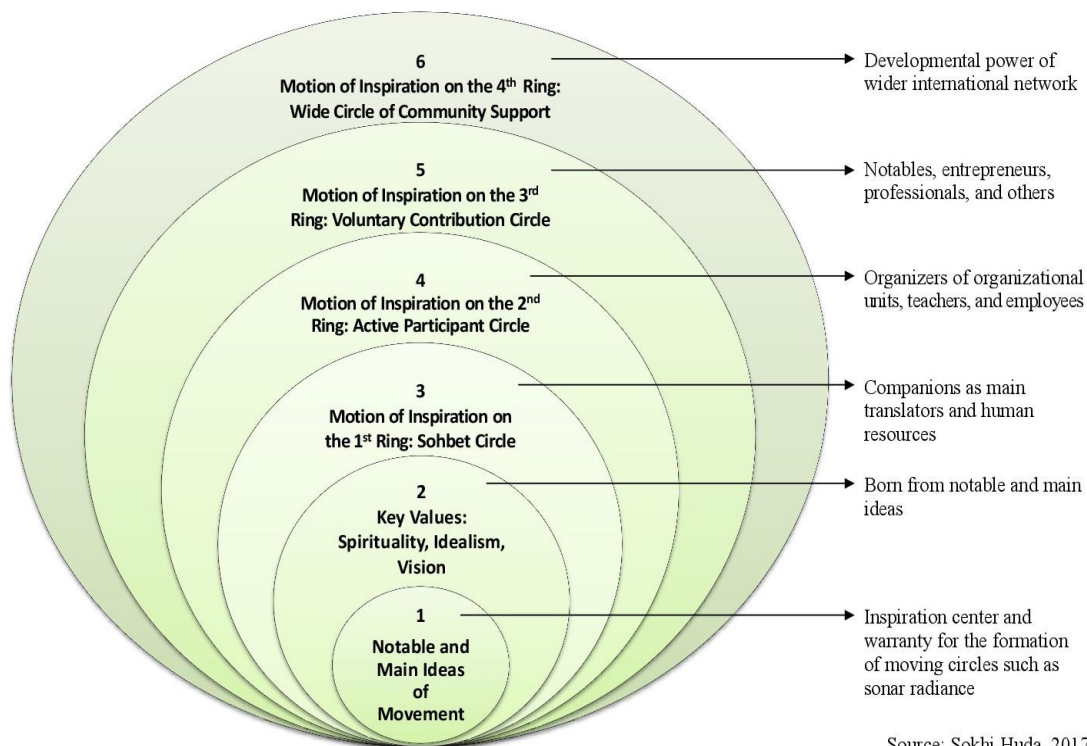 6
Motion of Inspiration on the 4th Ring:
Wide Circle of Community Support
Developmental power of
wider international network
5
Motion of Inspiration on the 3rd
Ring: Voluntary Contribution Circle
Notables, entrepreneurs,
professionals, and others
4
Motion of Inspiration on the 2nd
Ring: Active Participant Circle
Organizers of organizational
units, teachers, and employees
3
Motion of Inspiration on
the 1st Ring: Sohbet Circle
Companions as main
translators and human
resources
2
Key Values:
Spirituality, Idealism,
Vision
Born from notable and main
ideas
1
Notable and
Main Ideas
of
Movement
Inspiration center and
warranty for the formation
of moving circles such as
sonar radiance
Source: Sokhi Huda,